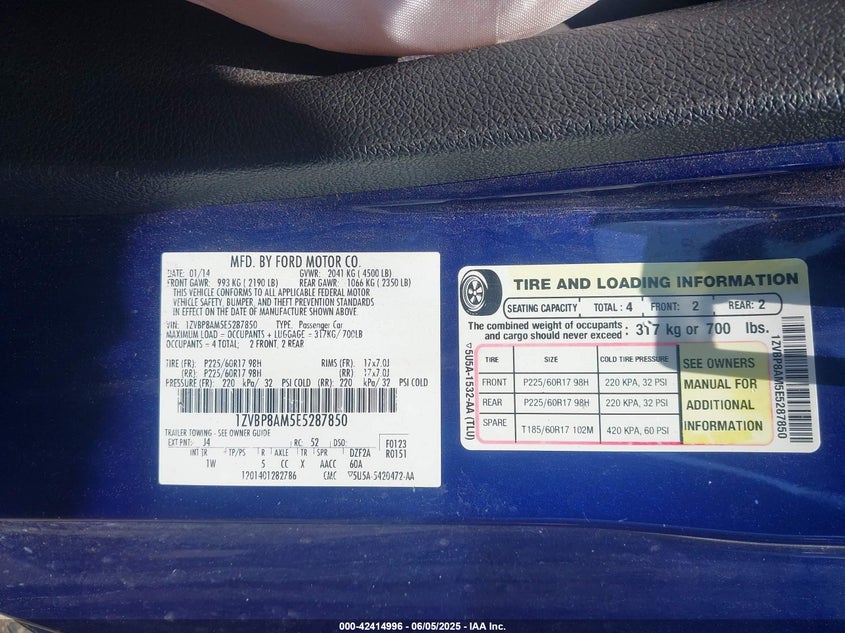 MFD. BY FORD MOTOR CO.
DATE: 01/14 GVWR: 2041 KG ( 4500 LB)
FRONT GAWR: 993 KG ( 2190 LB) REAR GAWR: 1066 KG ( 2350 LB)
THIS VEHICLE CONFORMS TO ALL APPLICABLE FEDERAL MOTOR
VEHICLE SAFETY, BUMPER, AND THEFT PREVENTION STANDARDS
IN EFFECT ON THE DATE OF MANUFACTURE SHOWN ABOVE.
VIN: 1ZVBP8AM5E5287850 TYPE: Passenger Car
MAXIMUM LOAD = OCCUPANTS + LUGGAGE = 317KG/ 700LB
OCCUPANTS = 4 TOTAL: 2 FRONT, 2 REAR
TIRE (FR): P225/60R17 98H RIMS (FR): 17x7.0J
(RR): P225/60R17 98H (RR): 17x7.0J
PRESSURE (FR): 220 kPa/ 32 PSI COLD (RR): 220 kPa/ 32 PSI COLD
1ZVBP8AM5E5287850
TRAILER TOWING - SEE OWNER GUIDE
EXT PNT: J4 RC: 52 DSO: F0123
INT TR TP/PS R AXLE TR SPR DZF2A R0151
1W 5 CC X AACC 60A
1201401282786 CMC ▽5U5A-5420472-AA
TIRE AND LOADING INFORMATION
SEATING CAPACITY TOTAL : 4 FRONT: 2 REAR: 2
The combined weight of occupants and cargo should never exceed : 317 kg or 700 lbs.
TIRE SIZE COLD TIRE PRESSURE
FRONT P225/60R17 98H 220 KPA, 32 PSI
REAR P225/60R17 98H 220 KPA, 32 PSI
SPARE T185/60R17 102M 420 KPA, 60 PSI
SEE OWNERS
MANUAL FOR
ADDITIONAL
INFORMATION
▽5U5A-1532-AA (TLU)
1ZVBP8AM5E5287850
000-42414996 - 06/05/2025 - IAA Inc.